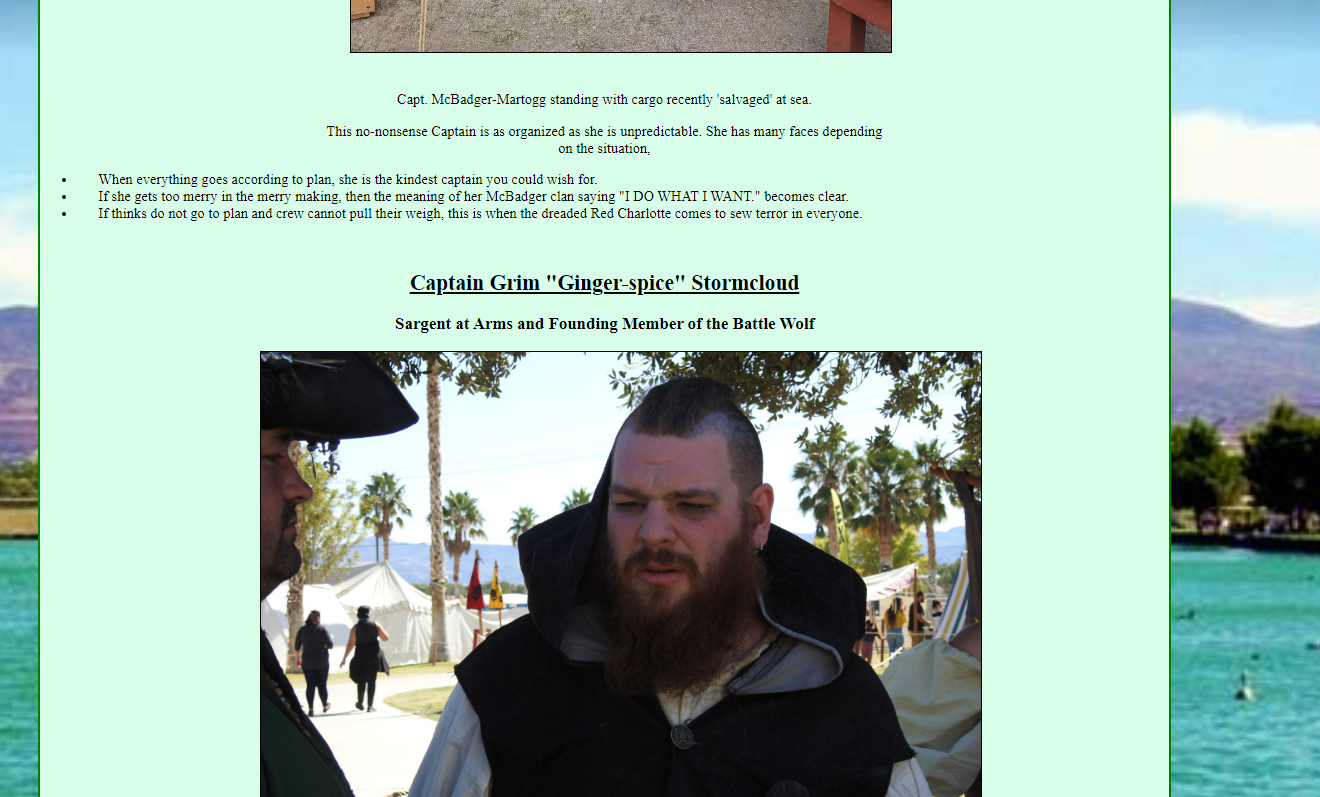 Capt. McBadger-Martogg standing with cargo recently 'salvaged' at sea.
This no-nonsense Captain is as organized as she is unpredictable. She has many faces depending
on the situation,
• When everything goes according to plan, she is the kindest captain you could wish for.
• If she gets too merry in the merry making, then the meaning of her McBadger clan saying "I DO WHAT I WANT." becomes clear.
• If thinks do not go to plan and crew cannot pull their weigh, this is when the dreaded Red Charlotte comes to sew terror in everyone.
Captain Grim "Ginger-spice" Stormcloud
Sargent at Arms and Founding Member of the Battle Wolf